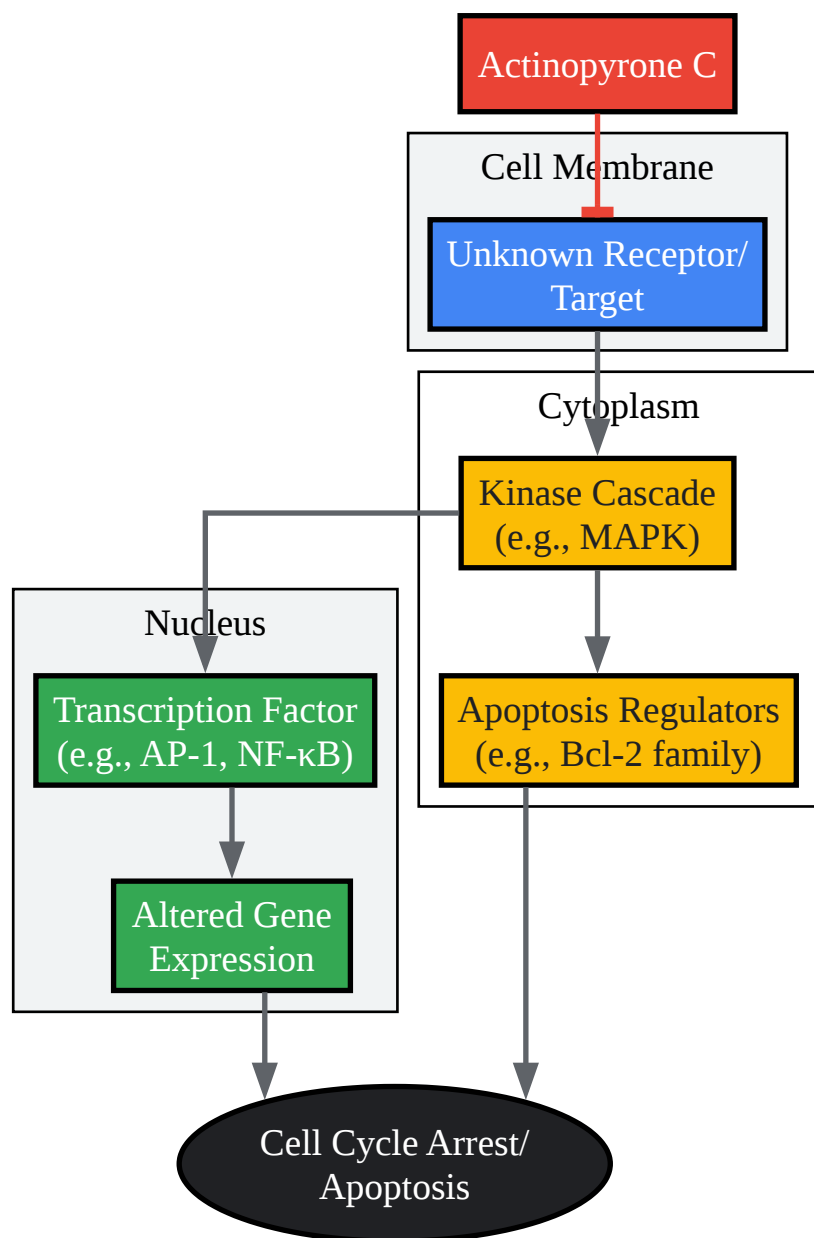 Actinopyrone C
Cell Membrane
Unknown Receptor/
Target
Cytoplasm
Kinase Cascade
(e.g., MAPK)
Nucleus
Transcription Factor
(e.g., AP-1, NF-κB)
Apoptosis Regulators
(e.g., Bcl-2 family)
Altered Gene
Expression
Cell Cycle Arrest/
Apoptosis